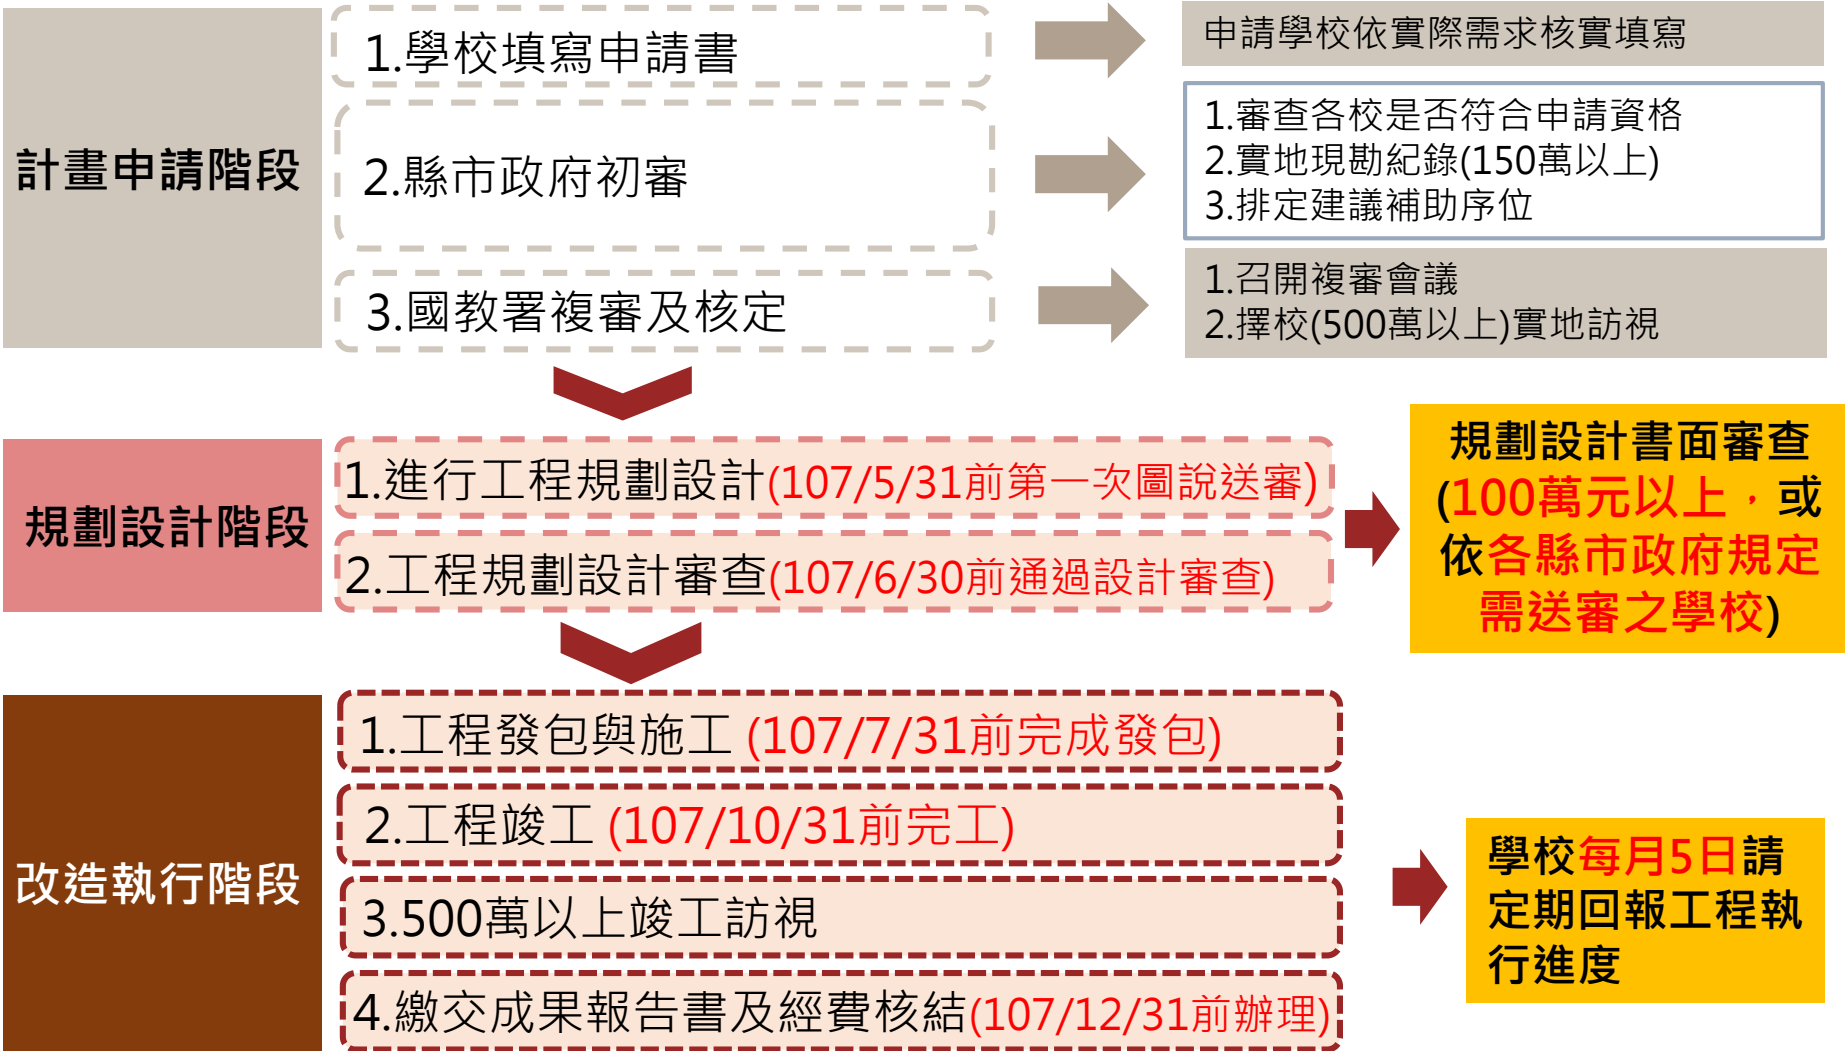 計畫申請階段
1.學校填寫申請書
申請學校依實際需求核實填寫
2.縣市政府初審
1.審查各校是否符合申請資格
2.實地現勘紀錄(150萬以上)
3.排定建議補助序位
3.國教署複審及核定
1.召開複審會議
2.擇校(500萬以上)實地訪視
規劃設計階段
1.進行工程規劃設計(107/5/31前第一次圖說送審)
2.工程規劃設計審查(107/6/30前通過設計審查)
規劃設計書面審查
(100萬元以上，或
依各縣市政府規定
需送審之學校)
改造執行階段
1.工程發包與施工 (107/7/31前完成發包)
2.工程竣工 (107/10/31前完工)
3.500萬以上竣工訪視
4.繳交成果報告書及經費核結(107/12/31前辦理)
學校每月5日請
定期回報工程執
行進度